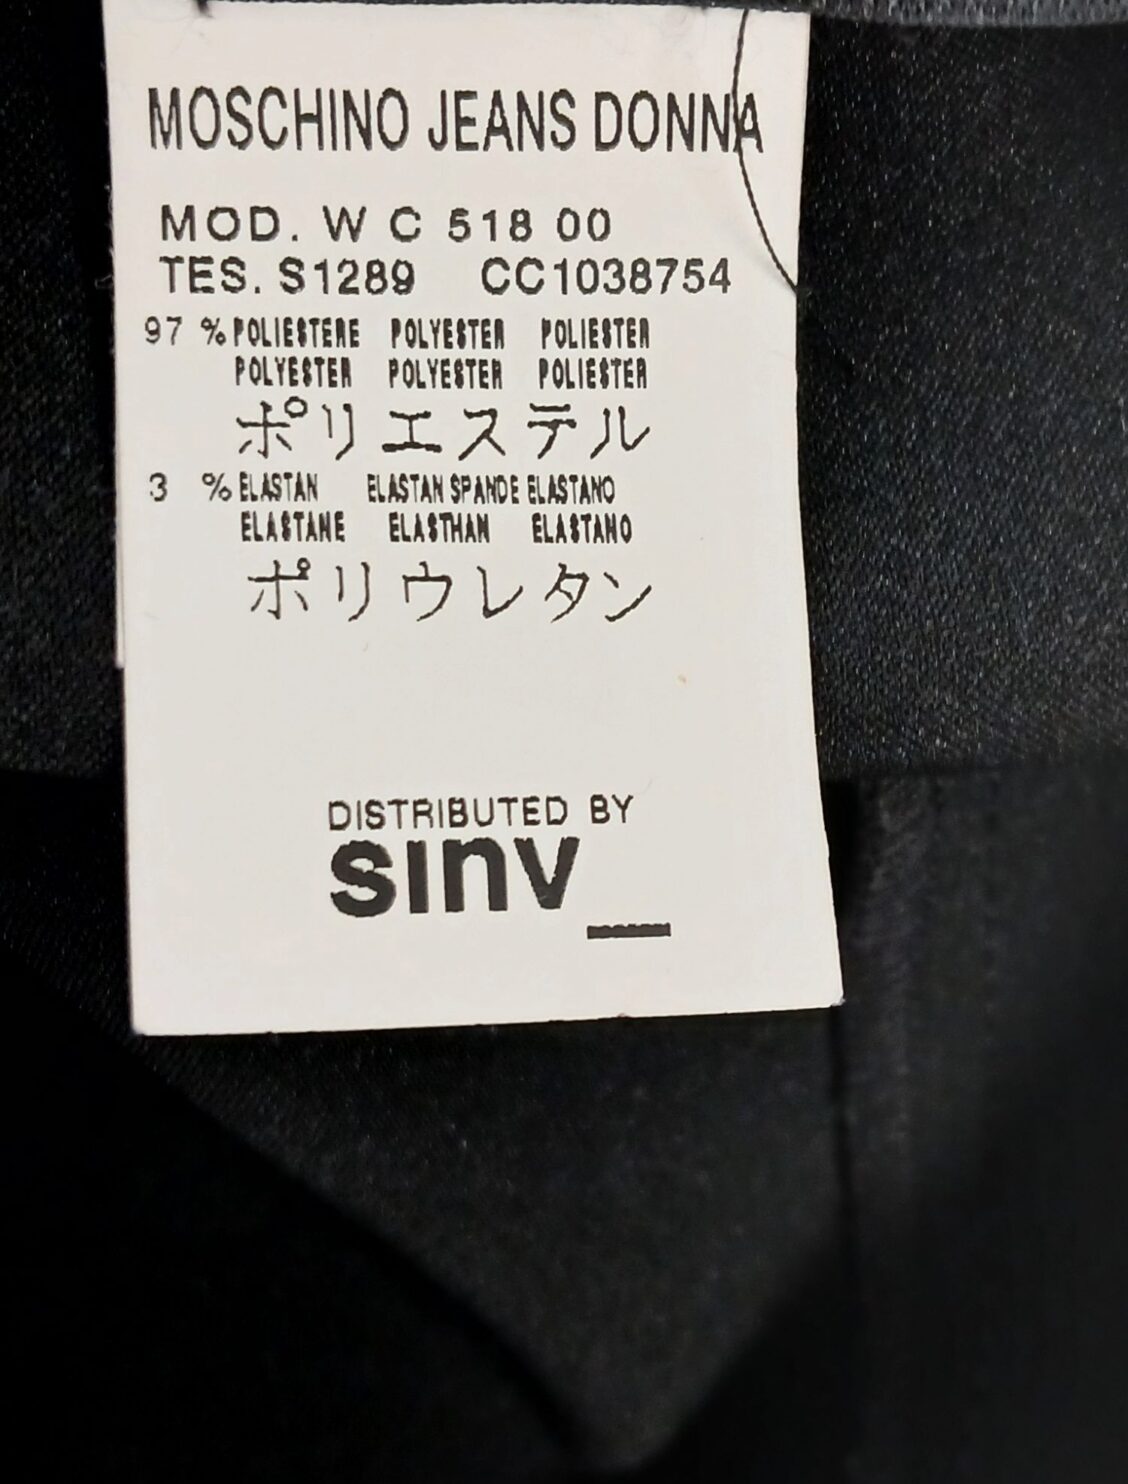 MOSCHINO JEANS DONNA
MOD. W C 518 00
TES. S1289 CC1038754
97 % POLIESTERE POLYESTER POLIESTER
POLYESTER POLYESTER POLIESTER
ポリエステル
3 % ELASTAN ELASTAN SPANDE ELASTANO
ELASTANE ELASTHAN ELASTANO
ポリウレタン
DISTRIBUTED BY
sinv_